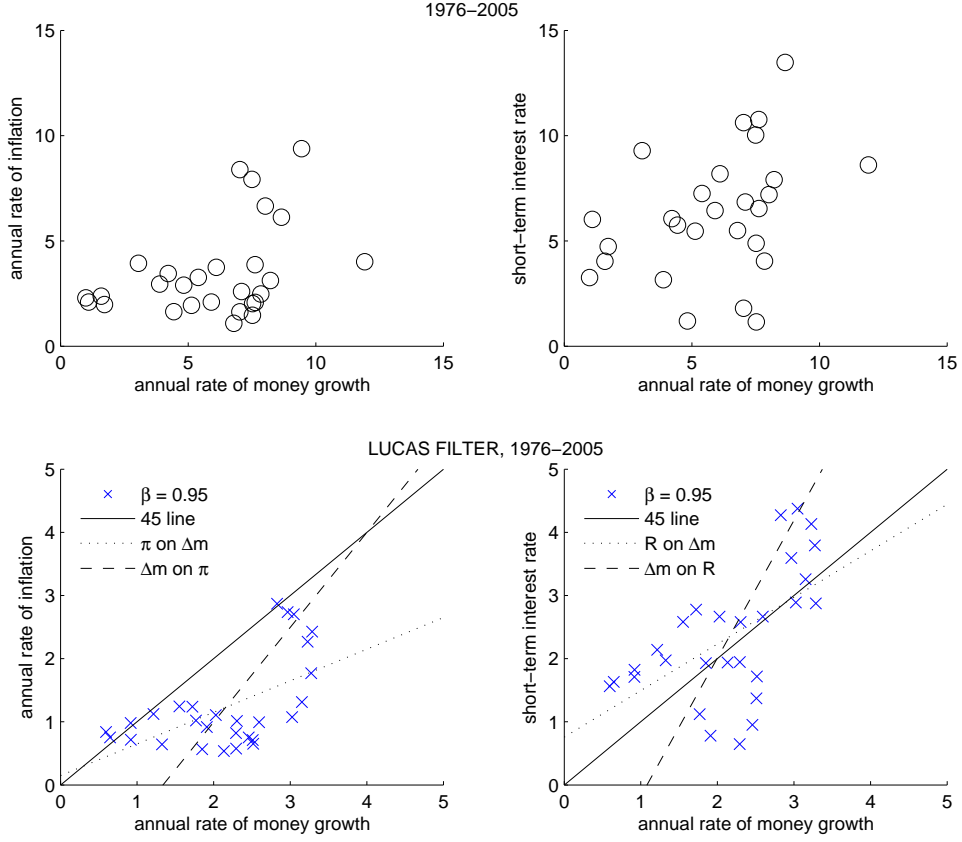 1976−2005
15
10
5
0
annual rate of inflation
0 5 10 15
annual rate of money growth
15
10
5
0
short−term interest rate
0 5 10 15
annual rate of money growth
LUCAS FILTER, 1976−2005
5
4
3
2
1
0
annual rate of inflation
β = 0.95
45 line
π on Δm
Δm on π
0 1 2 3 4 5
annual rate of money growth
5
4
3
2
1
0
short−term interest rate
β = 0.95
45 line
R on Δm
Δm on R
0 1 2 3 4 5
annual rate of money growth